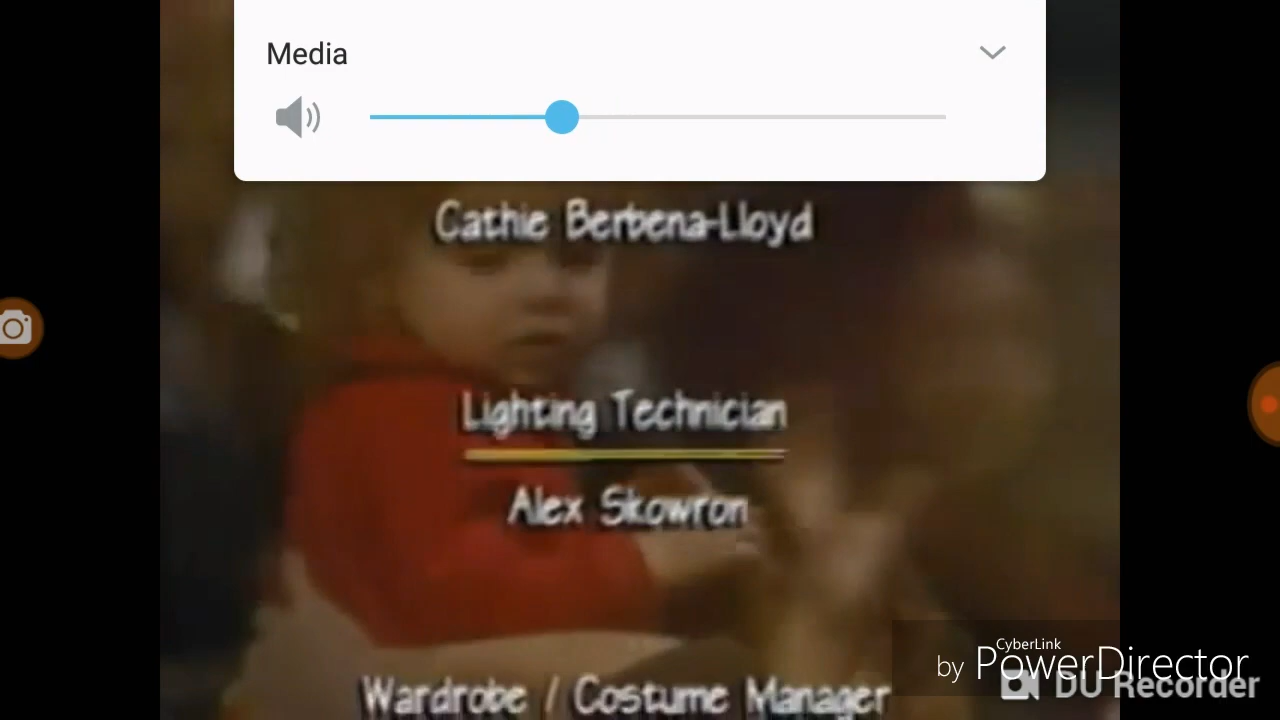 Media
Cathie Berbena-Lloyd
Lighting Technician
Alex Skowron
CyberLink
by PowerDirector
DU Recorder
Wardrobe / Costume Manager